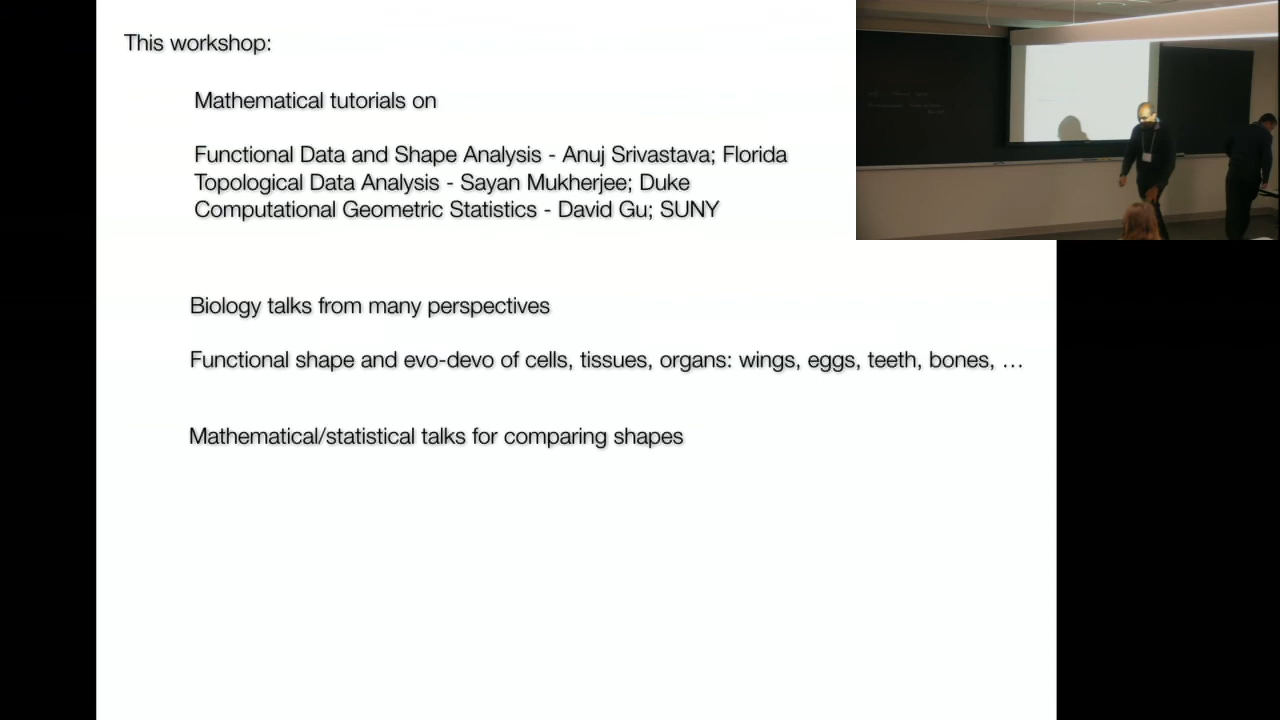 This workshop:
Mathematical tutorials on
Functional Data and Shape Analysis - Anuj Srivastava; Florida
Topological Data Analysis - Sayan Mukherjee; Duke
Computational Geometric Statistics - David Gu; SUNY
Biology talks from many perspectives
Functional shape and evo-devo of cells, tissues, organs: wings, eggs, teeth, bones, …
Mathematical/statistical talks for comparing shapes